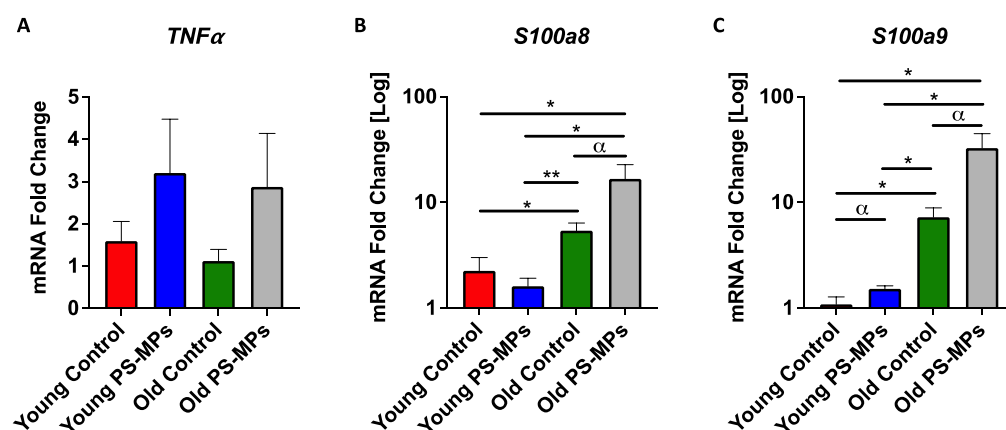 A
TNFα
mRNA Fold Change
5
4
3
2
1
0
Young Control
Young PS-MPs
Old Control
Old PS-MPs
B
S100a8
mRNA Fold Change [Log]
100
10
1
*
*
α
**
*
Young Control
Young PS-MPs
Old Control
Old PS-MPs
C
S100a9
mRNA Fold Change [Log]
100
10
1
*
*
α
*
*
α
Young Control
Young PS-MPs
Old Control
Old PS-MPs